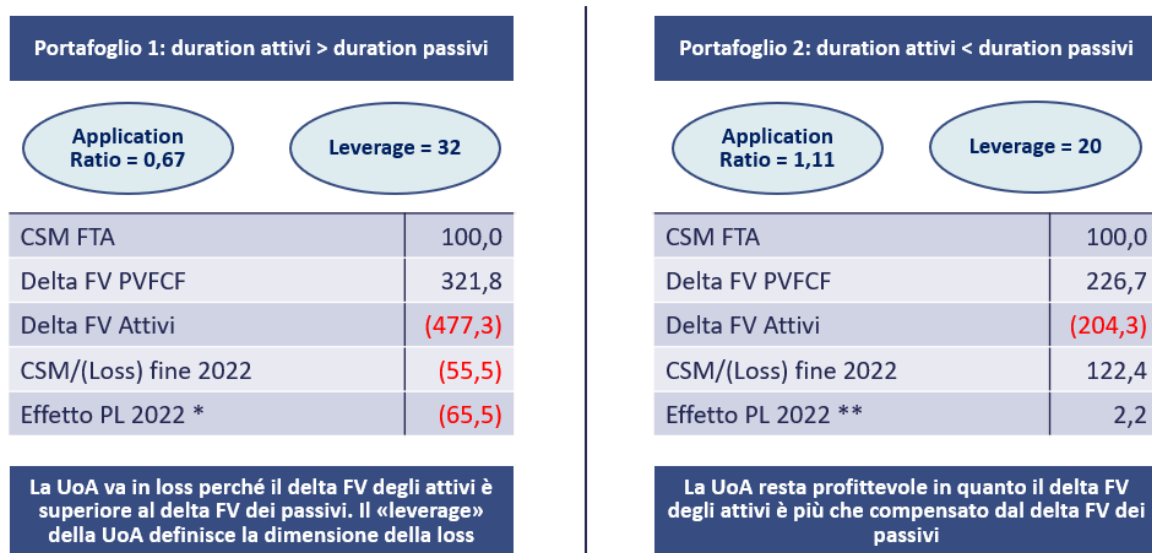 Portafoglio 1: duration attivi > duration passivi
Application
Ratio = 0,67
Leverage = 32
CSM FTA 100,0
Delta FV PVFCF 321,8
Delta FV Attivi (477,3)
CSM/(Loss) fine 2022 (55,5)
Effetto PL 2022 * (65,5)
La UoA va in loss perché il delta FV degli attivi è
superiore al delta FV dei passivi. Il «leverage»
della UoA definisce la dimensione della loss
Portafoglio 2: duration attivi < duration passivi
Application
Ratio = 1,11
Leverage = 20
CSM FTA 100,0
Delta FV PVFCF 226,7
Delta FV Attivi (204,3)
CSM/(Loss) fine 2022 122,4
Effetto PL 2022 ** 2,2
La UoA resta profittevole in quanto il delta FV
degli attivi è più che compensato dal delta FV dei
passivi